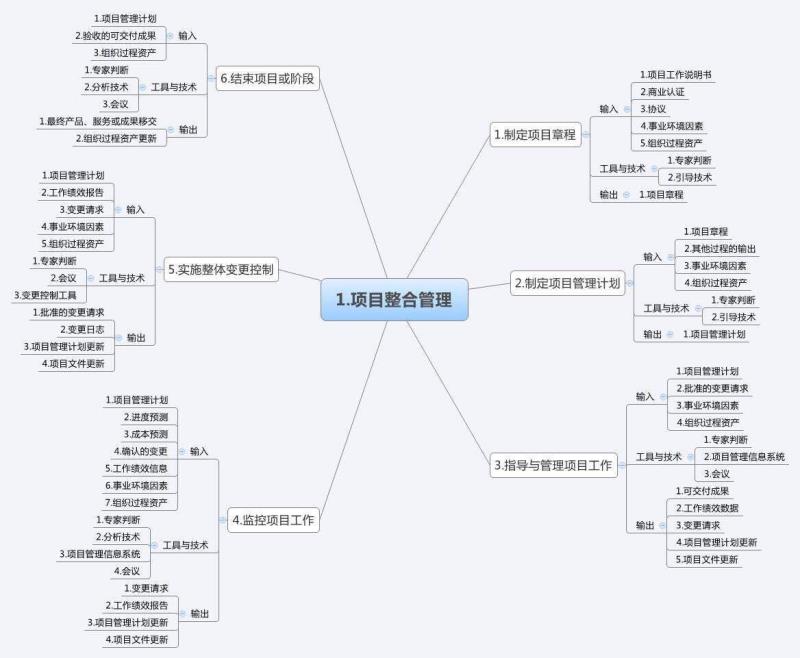 1.项目整合管理
1.制定项目章程
输入
1.项目工作说明书
2.商业认证
3.协议
4.事业环境因素
5.组织过程资产
工具与技术
1.专家判断
2.引导技术
输出
1.项目章程
2.制定项目管理计划
输入
1.项目章程
2.其他过程的输出
3.事业环境因素
4.组织过程资产
工具与技术
1.专家判断
2.引导技术
输出
1.项目管理计划
3.指导与管理项目工作
输入
1.项目管理计划
2.批准的变更请求
3.事业环境因素
4.组织过程资产
工具与技术
1.专家判断
2.项目管理信息系统
3.会议
输出
1.可交付成果
2.工作绩效数据
3.变更请求
4.项目管理计划更新
5.项目文件更新
4.监控项目工作
输入
1.项目管理计划
2.进度预测
3.成本预测
4.确认的变更
5.工作绩效信息
6.事业环境因素
7.组织过程资产
工具与技术
1.专家判断
2.分析技术
3.项目管理信息系统
4.会议
输出
1.变更请求
2.工作绩效报告
3.项目管理计划更新
4.项目文件更新
5.实施整体变更控制
输入
1.项目管理计划
2.工作绩效报告
3.变更请求
4.事业环境因素
5.组织过程资产
工具与技术
1.专家判断
2.会议
3.变更控制工具
输出
1.批准的变更请求
2.变更日志
3.项目管理计划更新
4.项目文件更新
6.结束项目或阶段
输入
1.项目管理计划
2.验收的可交付成果
3.组织过程资产
工具与技术
1.专家判断
2.分析技术
3.会议
输出
1.最终产品、服务或成果移交
2.组织过程资产更新